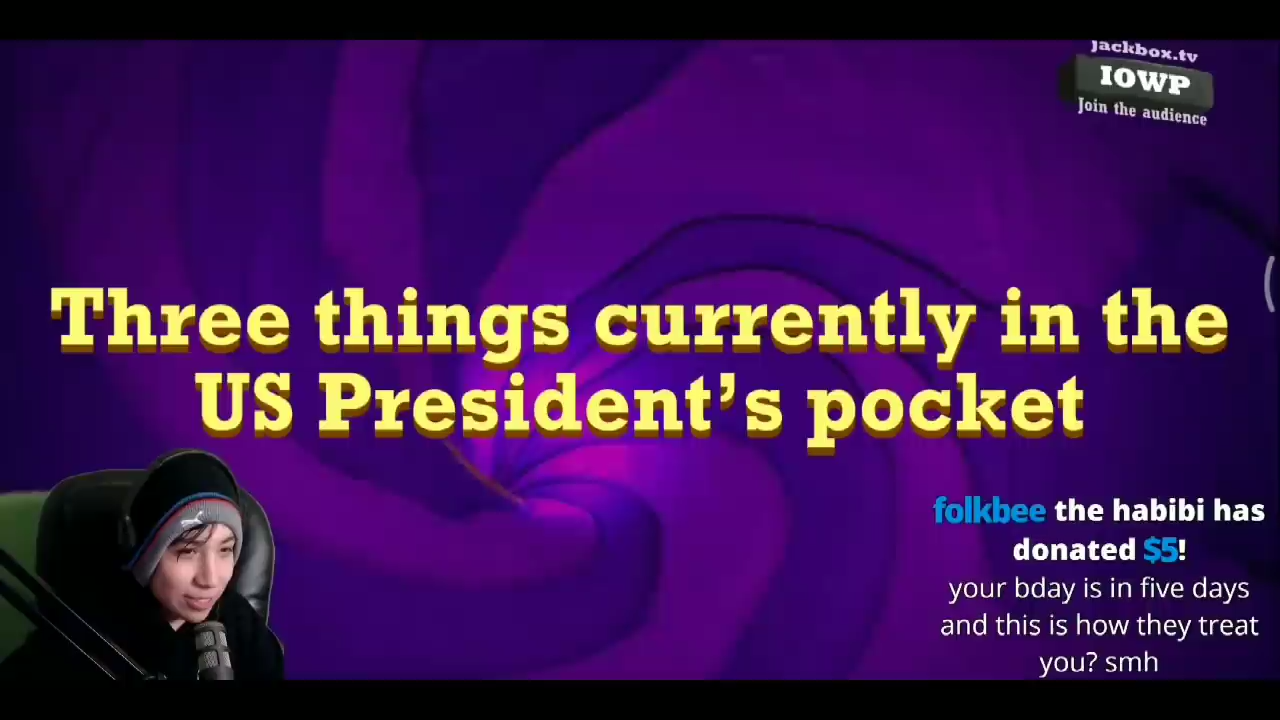 jackbox.tv
IOWP
Join the audience
Three things currently in the
US President's pocket
folkbee the habibi has
donated $5!
your bday is in five days
and this is how they treat
you? smh